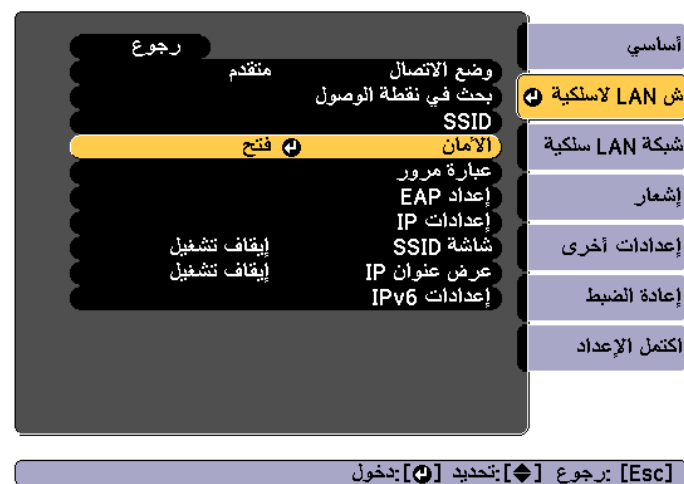 أساسي
ش LAN لاسلكية
شبكة LAN سلكية
إشعار
إعدادات أخرى
إعادة الضبط
اكتمل الإعداد
رجوع
وضع الاتصال متقدم
بحث في نقطة الوصول
SSID
الأمان فتح
عبارة مرور
إعداد EAP
إعدادات IP
شاشة SSID إيقاف تشغيل
عرض عنوان IP إيقاف تشغيل
إعدادات IPv6
[Esc] :رجوع [◆]:تحديد [⏎]:دخول